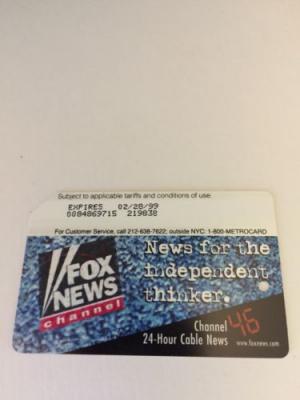 Subject to applicable tariffs and conditions of use.
EXPIRES 02/28/99
0084869715 219838
For Customer Service, call 212-638-7622; outside NYC: 1-800-METROCARD
FOX
NEWS
channel
News for the
independent
thinker.
Channel 46
24-Hour Cable News www.foxnews.com